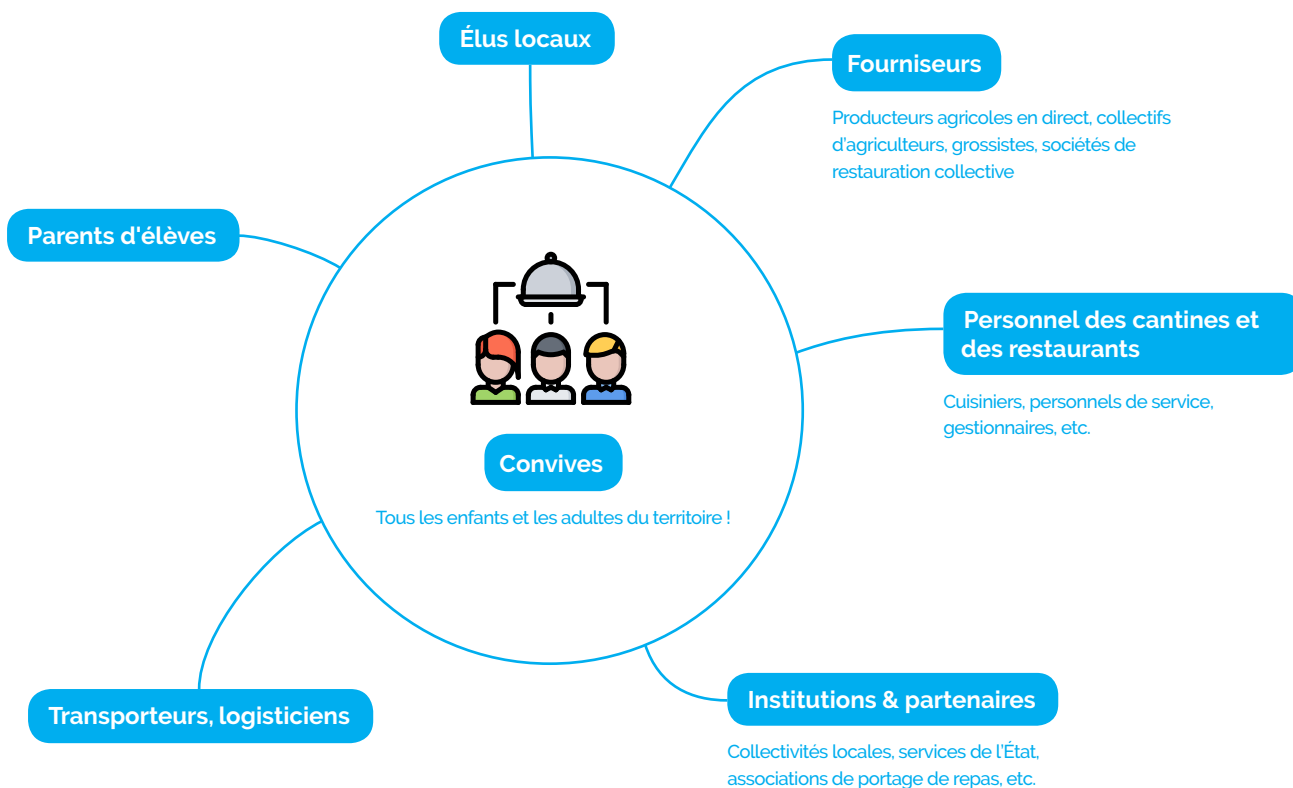 Élus locaux
Fourniseurs
Producteurs agricoles en direct, collectifs
d'agriculteurs, grossistes, sociétés de
restauration collective
Parents d'élèves
Personnel des cantines et
des restaurants
Cuisiniers, personnels de service,
gestionnaires, etc.
Convives
Tous les enfants et les adultes du territoire !
Transporteurs, logisticiens
Institutions & partenaires
Collectivités locales, services de l'État,
associations de portage de repas, etc.